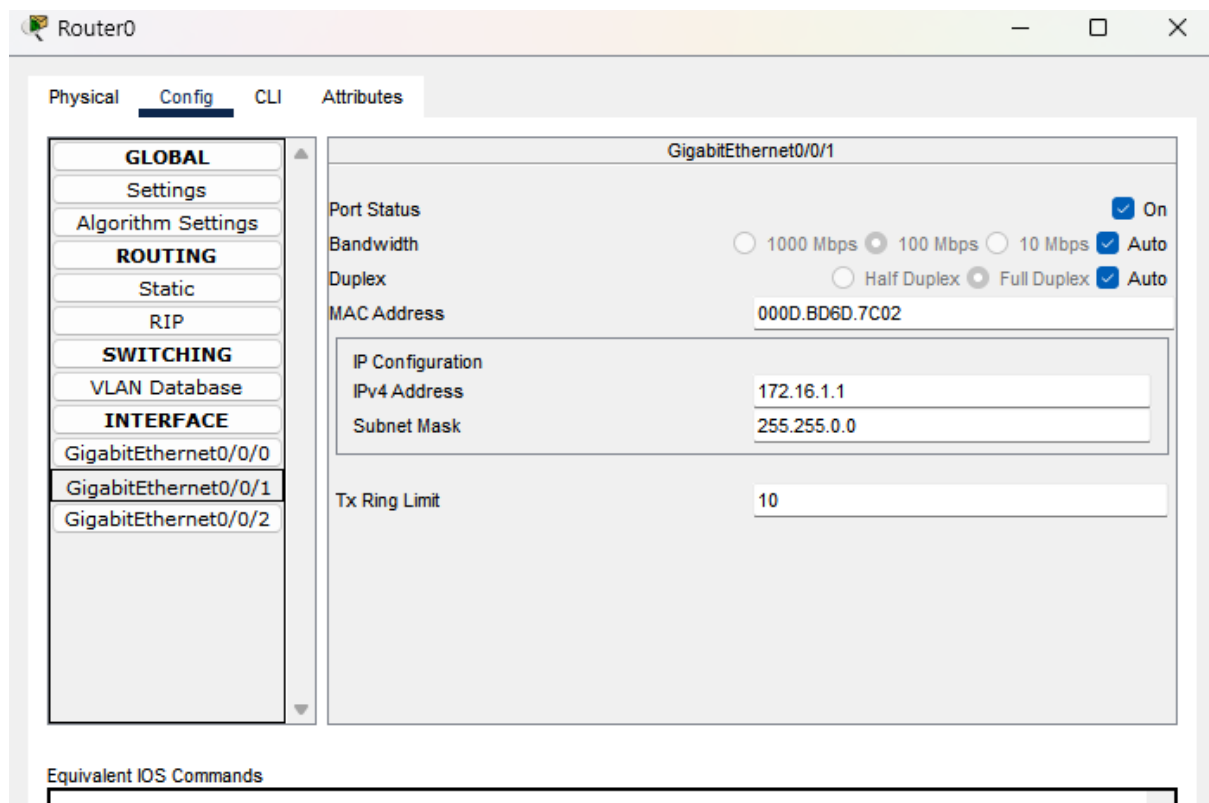 Router0
Physical Config CLI Attributes
GLOBAL
Settings
Algorithm Settings
ROUTING
Static
RIP
SWITCHING
VLAN Database
INTERFACE
GigabitEthernet0/0/0
GigabitEthernet0/0/1
GigabitEthernet0/0/2
GigabitEthernet0/0/1
Port Status On
Bandwidth 1000 Mbps 100 Mbps 10 Mbps Auto
Duplex Half Duplex Full Duplex Auto
MAC Address 000D.BD6D.7C02
IP Configuration
IPv4 Address 172.16.1.1
Subnet Mask 255.255.0.0
Tx Ring Limit 10
Equivalent IOS Commands